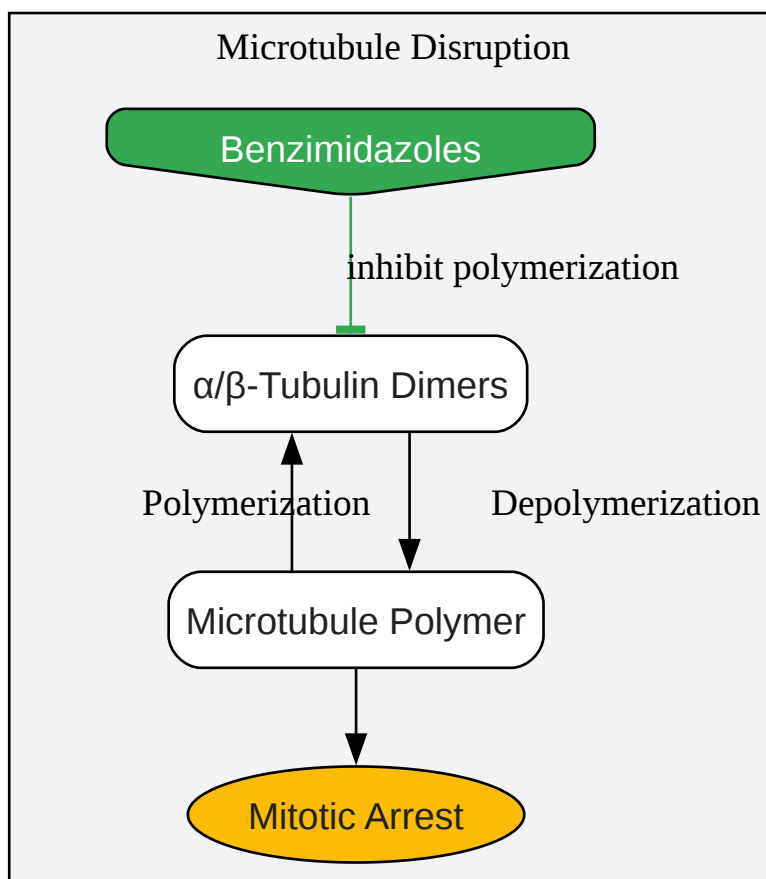 Microtubule Disruption
Benzimidazoles
inhibit polymerization
α/β-Tubulin Dimers
Polymerization
Depolymerization
Microtubule Polymer
Mitotic Arrest